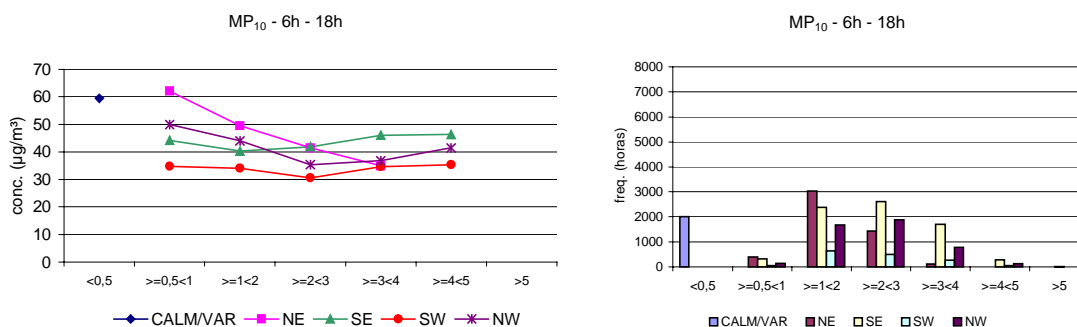 MP10 - 6h - 18h
conc. (µg/m³)
70
60
50
40
30
20
10
0
<0,5 >=0,5<1 >=1<2 >=2<3 >=3<4 >=4<5 >5
CALM/VAR NE SE SW NW
MP10 - 6h - 18h
freq. (horas)
8000
7000
6000
5000
4000
3000
2000
1000
0
<0,5 >=0,5<1 >=1<2 >=2<3 >=3<4 >=4<5 >5
CALM/VAR NE SE SW NW